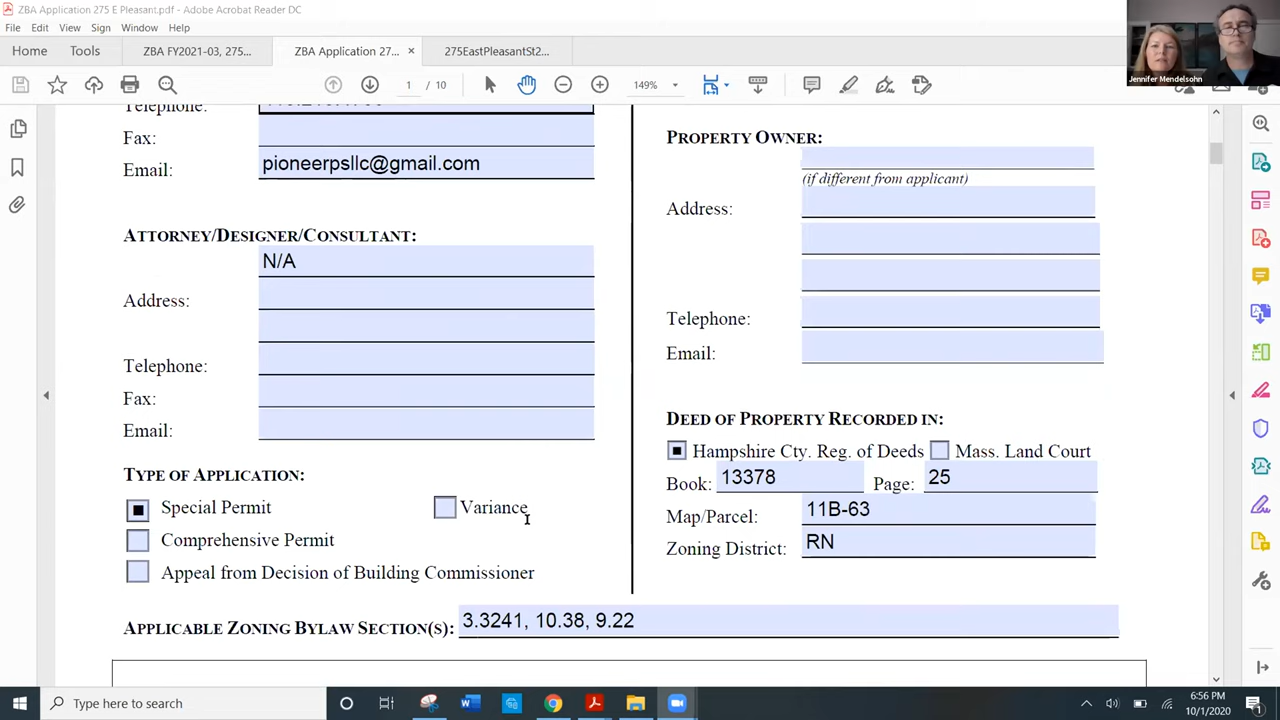 ZBA Application 275 E Pleasant.pdf - Adobe Acrobat Reader DC
File Edit View Sign Window Help
Home Tools ZBA FY2021-03, 275... ZBA Application 27... × 275EastPleasantSt2...
1 / 10 149%
Jennifer Mendelsohn
Telephone:
Fax:
Email: pioneerpsllc@gmail.com
ATTORNEY/DESIGNER/CONSULTANT:
N/A
Address:
Telephone:
Fax:
Email:
TYPE OF APPLICATION:
Special Permit Variance
Comprehensive Permit
Appeal from Decision of Building Commissioner
PROPERTY OWNER:
(if different from applicant)
Address:
Telephone:
Email:
DEED OF PROPERTY RECORDED IN:
Hampshire Cty. Reg. of Deeds Mass. Land Court
Book: 13378 Page: 25
Map/Parcel: 11B-63
Zoning District: RN
APPLICABLE ZONING BYLAW SECTION(S): 3.3241, 10.38, 9.22
Type here to search
6:56 PM
10/1/2020
1